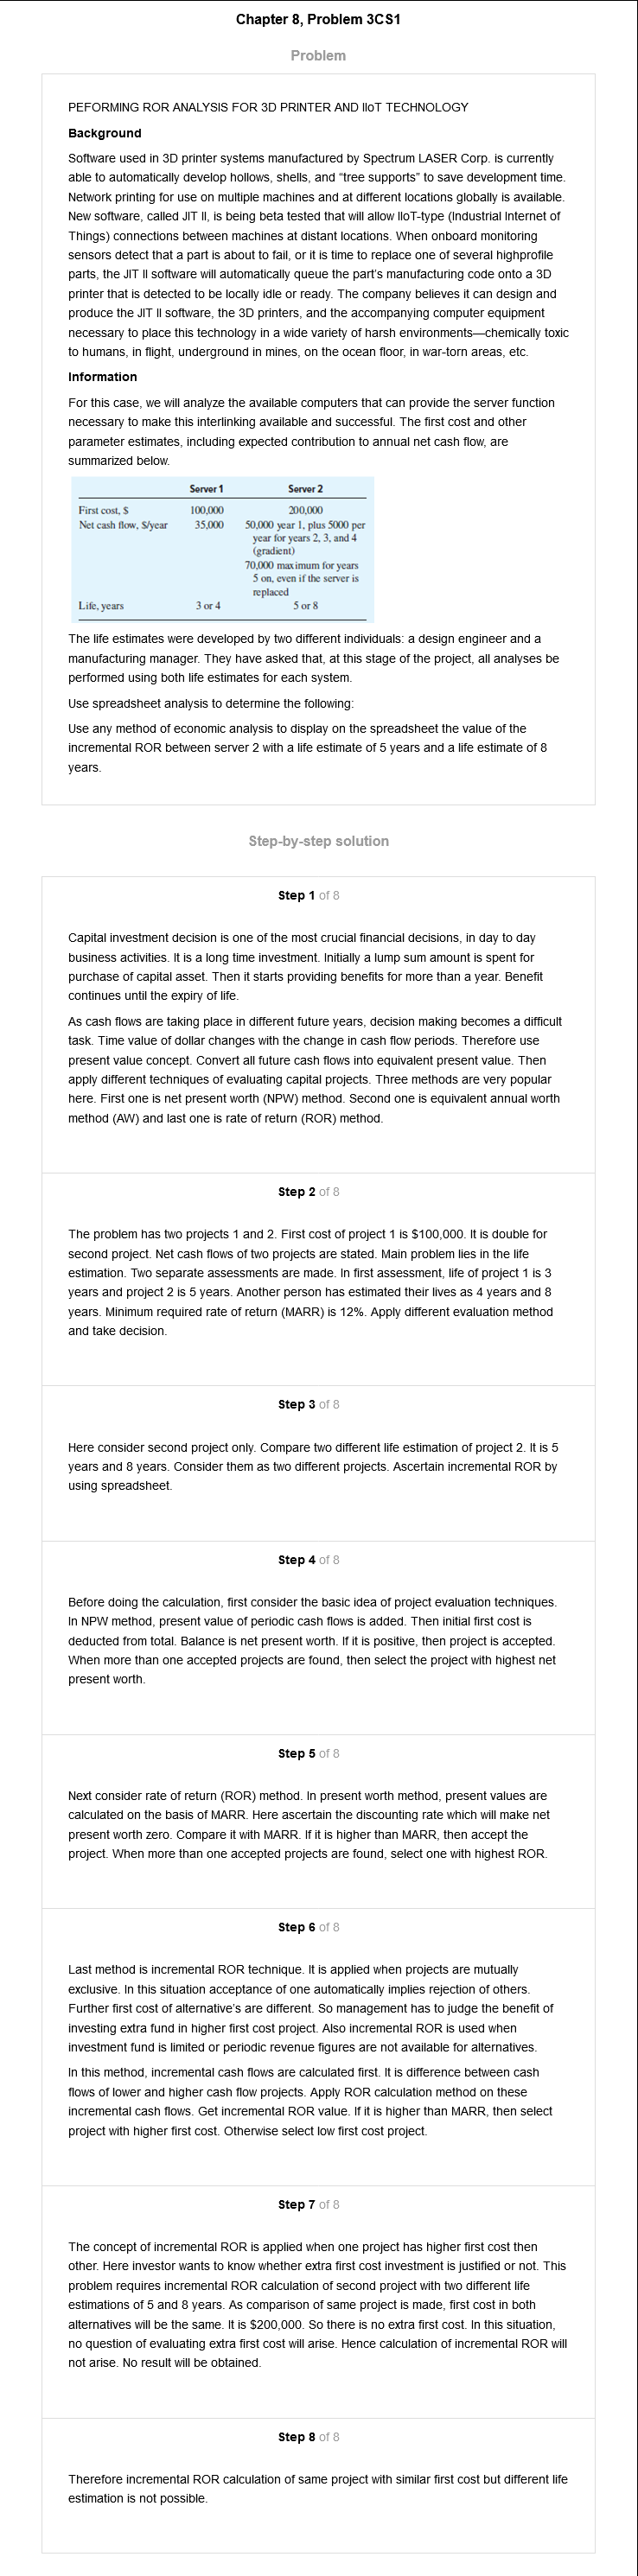 Chapter 8, Problem 3CS1
Problem
PEFORMING ROR ANALYSIS FOR 3D PRINTER AND IIoT TECHNOLOGY
Background
Software used in 3D printer systems manufactured by Spectrum LASER Corp. is currently
able to automatically develop hollows, shells, and “tree supports” to save development time.
Network printing for use on multiple machines and at different locations globally is available.
New software, called JIT II, is being beta tested that will allow IIoT-type (Industrial Internet of
Things) connections between machines at distant locations. When onboard monitoring
sensors detect that a part is about to fail, or it is time to replace one of several highprofile
parts, the JIT II software will automatically queue the part's manufacturing code onto a 3D
printer that is detected to be locally idle or ready. The company believes it can design and
produce the JIT II software, the 3D printers, and the accompanying computer equipment
necessary to place this technology in a wide variety of harsh environments—chemically toxic
to humans, in flight, underground in mines, on the ocean floor, in war-torn areas, etc.
Information
For this case, we will analyze the available computers that can provide the server function
necessary to make this interlinking available and successful. The first cost and other
parameter estimates, including expected contribution to annual net cash flow, are
summarized below.
Server 1 Server 2
First cost, $ 100,000 200,000
Net cash flow, $/year 35,000 50,000 year 1, plus 5000 per
year for years 2, 3, and 4
(gradient)
70,000 maximum for years
5 on, even if the server is
replaced
Life, years 3 or 4 5 or 8
The life estimates were developed by two different individuals: a design engineer and a
manufacturing manager. They have asked that, at this stage of the project, all analyses be
performed using both life estimates for each system.
Use spreadsheet analysis to determine the following:
Use any method of economic analysis to display on the spreadsheet the value of the
incremental ROR between server 2 with a life estimate of 5 years and a life estimate of 8
years.
Step-by-step solution
Step 1 of 8
Capital investment decision is one of the most crucial financial decisions, in day to day
business activities. It is a long time investment. Initially a lump sum amount is spent for
purchase of capital asset. Then it starts providing benefits for more than a year. Benefit
continues until the expiry of life.
As cash flows are taking place in different future years, decision making becomes a difficult
task. Time value of dollar changes with the change in cash flow periods. Therefore use
present value concept. Convert all future cash flows into equivalent present value. Then
apply different techniques of evaluating capital projects. Three methods are very popular
here. First one is net present worth (NPW) method. Second one is equivalent annual worth
method (AW) and last one is rate of return (ROR) method.
Step 2 of 8
The problem has two projects 1 and 2. First cost of project 1 is $100,000. It is double for
second project. Net cash flows of two projects are stated. Main problem lies in the life
estimation. Two separate assessments are made. In first assessment, life of project 1 is 3
years and project 2 is 5 years. Another person has estimated their lives as 4 years and 8
years. Minimum required rate of return (MARR) is 12%. Apply different evaluation method
and take decision.
Step 3 of 8
Here consider second project only. Compare two different life estimation of project 2. It is 5
years and 8 years. Consider them as two different projects. Ascertain incremental ROR by
using spreadsheet.
Step 4 of 8
Before doing the calculation, first consider the basic idea of project evaluation techniques.
In NPW method, present value of periodic cash flows is added. Then initial first cost is
deducted from total. Balance is net present worth. If it is positive, then project is accepted.
When more than one accepted projects are found, then select the project with highest net
present worth.
Step 5 of 8
Next consider rate of return (ROR) method. In present worth method, present values are
calculated on the basis of MARR. Here ascertain the discounting rate which will make net
present worth zero. Compare it with MARR. If it is higher than MARR, then accept the
project. When more than one accepted projects are found, select one with highest ROR.
Step 6 of 8
Last method is incremental ROR technique. It is applied when projects are mutually
exclusive. In this situation acceptance of one automatically implies rejection of others.
Further first cost of alternative's are different. So management has to judge the benefit of
investing extra fund in higher first cost project. Also incremental ROR is used when
investment fund is limited or periodic revenue figures are not available for alternatives.
In this method, incremental cash flows are calculated first. It is difference between cash
flows of lower and higher cash flow projects. Apply ROR calculation method on these
incremental cash flows. Get incremental ROR value. If it is higher than MARR, then select
project with higher first cost. Otherwise select low first cost project.
Step 7 of 8
The concept of incremental ROR is applied when one project has higher first cost then
other. Here investor wants to know whether extra first cost investment is justified or not. This
problem requires incremental ROR calculation of second project with two different life
estimations of 5 and 8 years. As comparison of same project is made, first cost in both
alternatives will be the same. It is $200,000. So there is no extra first cost. In this situation,
no question of evaluating extra first cost will arise. Hence calculation of incremental ROR will
not arise. No result will be obtained.
Step 8 of 8
Therefore incremental ROR calculation of same project with similar first cost but different life
estimation is not possible.